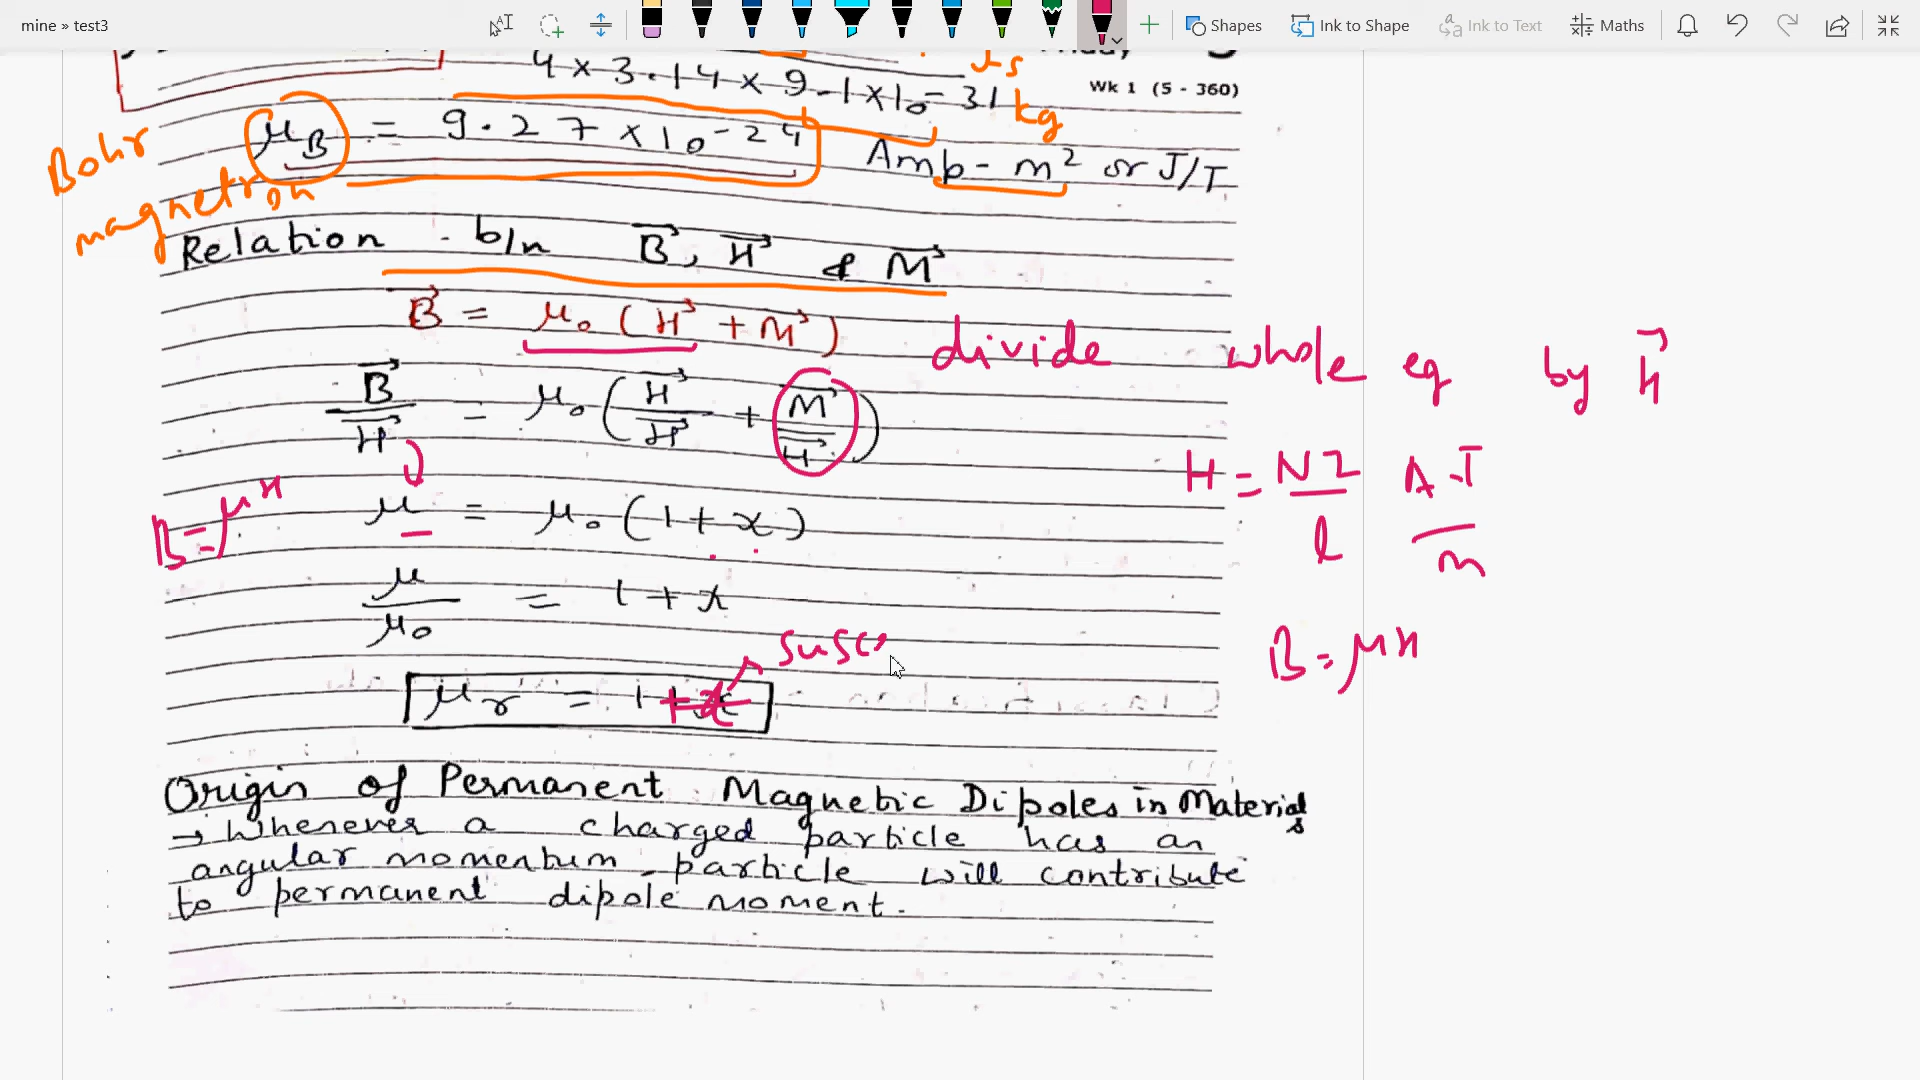 mine » test3
Shapes Ink to Shape Ink to Text Maths
4 × 3.14 × 9.1 × 10-31 kg
Wk 1 (5 - 360)
Bohr magnetron
μB = 9.27 × 10-24 Amb - m2 or J/T
Relation b/n B, H & M
B = μ0 (H + M) divide whole eq by H
B/H = μ0 (H/H + M/H)
H = NI/l A.T/m
B = μH
μ = μ0 (1 + x)
μ/μ0 = 1 + x
B = μH
μr = 1 + x
Origin of Permanent Magnetic Dipoles in Materials
→ Whenever a charged particle has an
angular momentum particle will contribute
to permanent dipole moment.